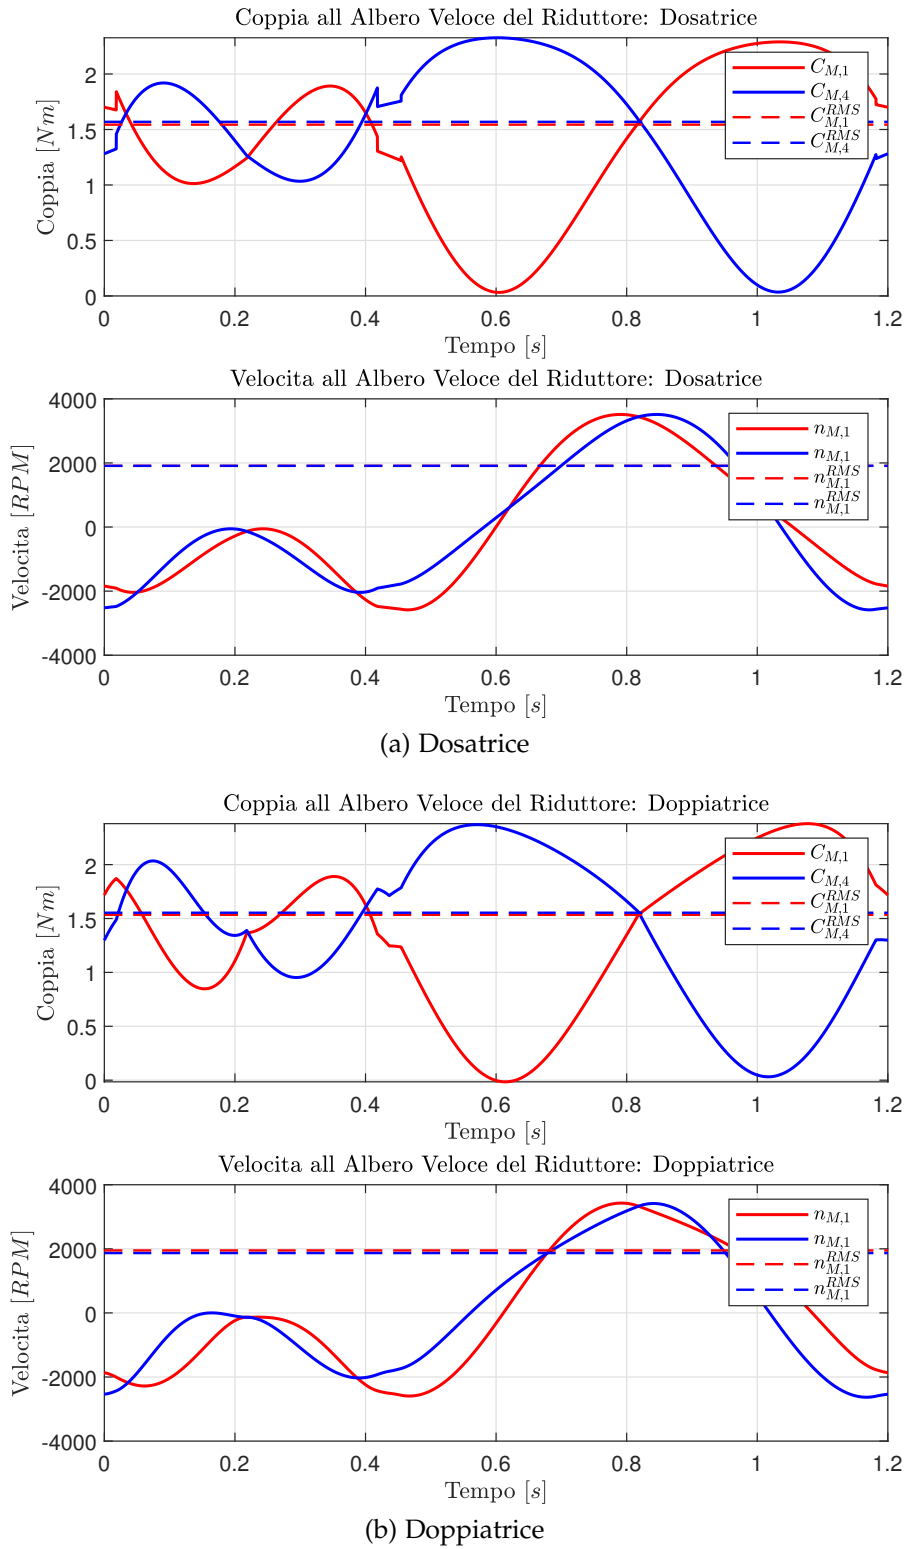 Coppia all Albero Veloce del Riduttore: Dosatrice
Coppia [Nm]
2
1.5
1
0.5
0
C_{M,1}
C_{M,4}
C_{M,1}^{RMS}
C_{M,4}^{RMS}
0 0.2 0.4 0.6 0.8 1 1.2
Tempo [s]
Velocita all Albero Veloce del Riduttore: Dosatrice
Velocita [RPM]
4000
2000
0
-2000
-4000
n_{M,1}
n_{M,1}
n_{M,1}^{RMS}
n_{M,1}^{RMS}
0 0.2 0.4 0.6 0.8 1 1.2
Tempo [s]
(a) Dosatrice
Coppia all Albero Veloce del Riduttore: Doppiatrice
Coppia [Nm]
2
1.5
1
0.5
0
C_{M,1}
C_{M,4}
C_{M,1}^{RMS}
C_{M,4}^{RMS}
0 0.2 0.4 0.6 0.8 1 1.2
Tempo [s]
Velocita all Albero Veloce del Riduttore: Doppiatrice
Velocita [RPM]
4000
2000
0
-2000
-4000
n_{M,1}
n_{M,1}
n_{M,1}^{RMS}
n_{M,1}^{RMS}
0 0.2 0.4 0.6 0.8 1 1.2
Tempo [s]
(b) Doppiatrice